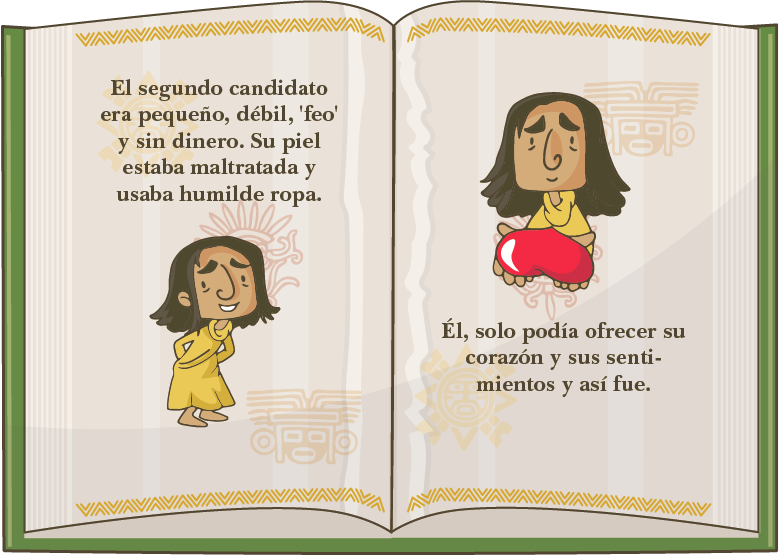 El segundo candidato
era pequeño, débil, 'feo'
y sin dinero. Su piel
estaba maltratada y
usaba humilde ropa.
Él, solo podía ofrecer su
corazón y sus senti-
mientos y así fue.